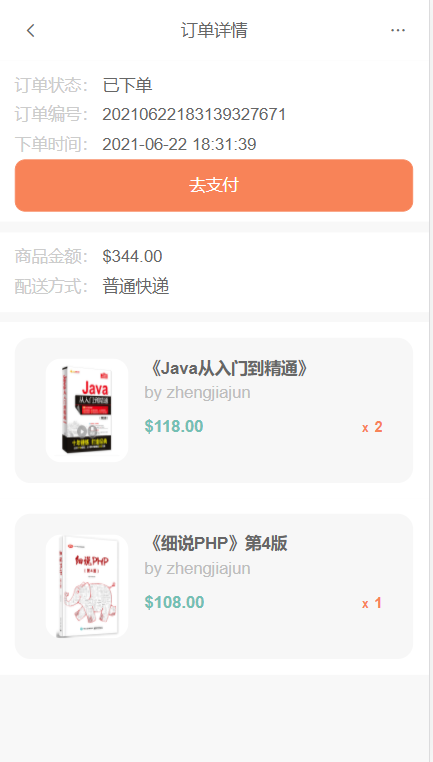 订单详情
订单状态： 已下单
订单编号： 20210622183139327671
下单时间： 2021-06-22 18:31:39
去支付
商品金额： $344.00
配送方式： 普通快递
Java
从入门到精通
《Java从入门到精通》
by zhengjiajun
$118.00
x 2
细说PHP
《细说PHP》第4版
by zhengjiajun
$108.00
x 1